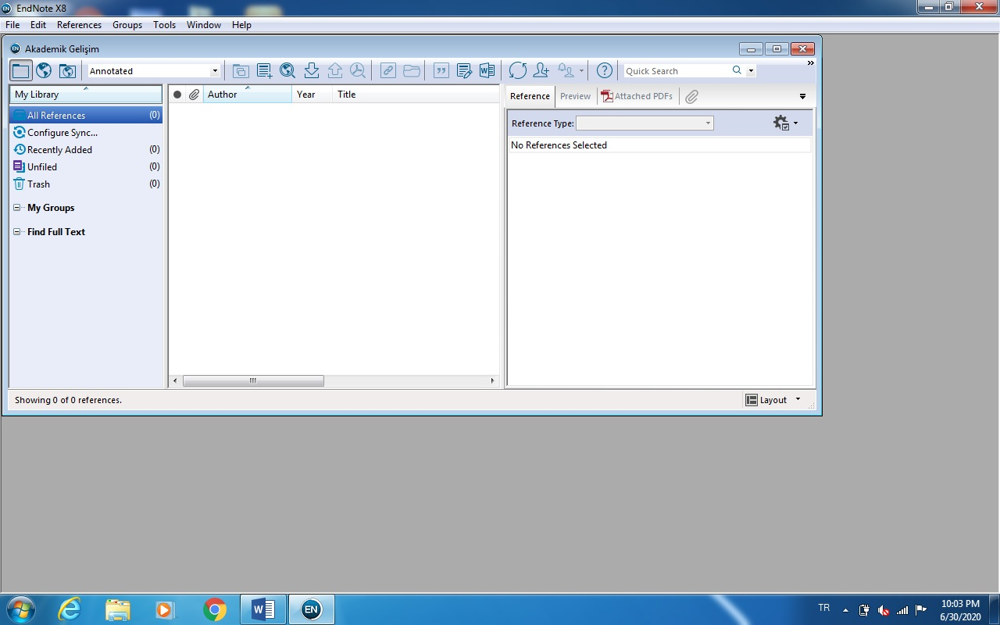 EndNote X8
File Edit References Groups Tools Window Help
EN Akademik Gelişim
Annotated
Quick Search
My Library
Author Year Title
Reference Preview Attached PDFs
All References (0)
Configure Sync...
Recently Added (0)
Unfiled (0)
Trash (0)
My Groups
Find Full Text
Reference Type:
No References Selected
Showing 0 of 0 references.
Layout
EN
TR
10:03 PM
6/30/2020